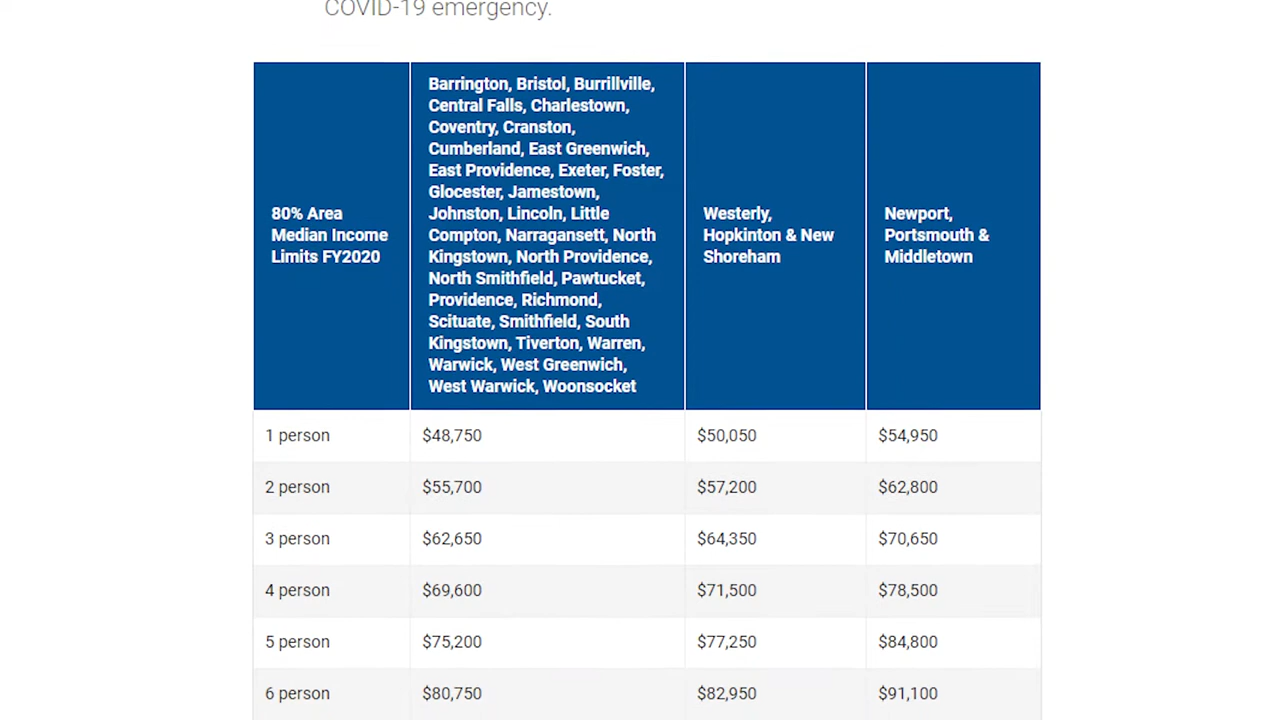 COVID-19 emergency.
80% Area
Median Income
Limits FY2020
Barrington, Bristol, Burrillville,
Central Falls, Charlestown,
Coventry, Cranston,
Cumberland, East Greenwich,
East Providence, Exeter, Foster,
Glocester, Jamestown,
Johnston, Lincoln, Little
Compton, Narragansett, North
Kingstown, North Providence,
North Smithfield, Pawtucket,
Providence, Richmond,
Scituate, Smithfield, South
Kingstown, Tiverton, Warren,
Warwick, West Greenwich,
West Warwick, Woonsocket
Westerly,
Hopkinton & New
Shoreham
Newport,
Portsmouth &
Middletown
1 person $48,750 $50,050 $54,950
2 person $55,700 $57,200 $62,800
3 person $62,650 $64,350 $70,650
4 person $69,600 $71,500 $78,500
5 person $75,200 $77,250 $84,800
6 person $80,750 $82,950 $91,100